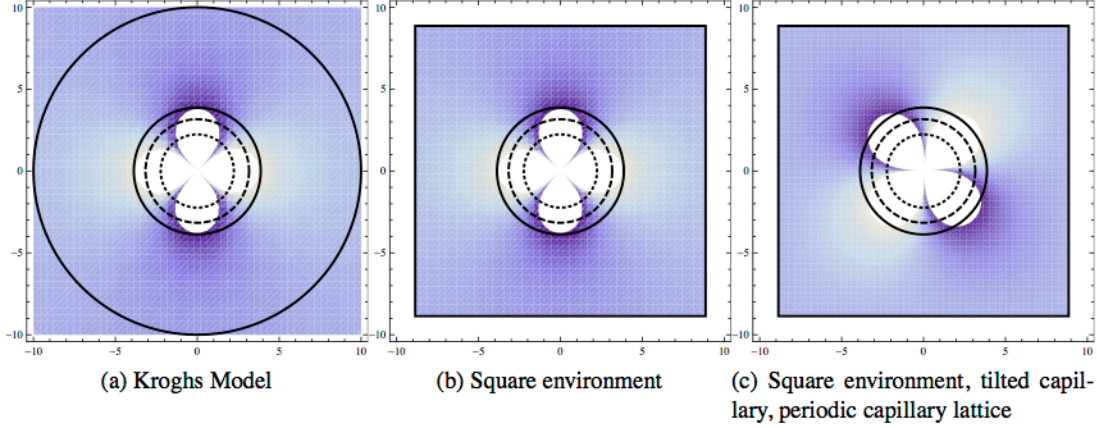 10 10 10
5 5 5
0 0 0
-5 -5 -5
-10 -10 -10
-10 -5 0 5 10 -10 -5 0 5 10 -10 -5 0 5 10
(a) Kroghs Model
(b) Square environment
(c) Square environment, tilted capil-
lary, periodic capillary lattice